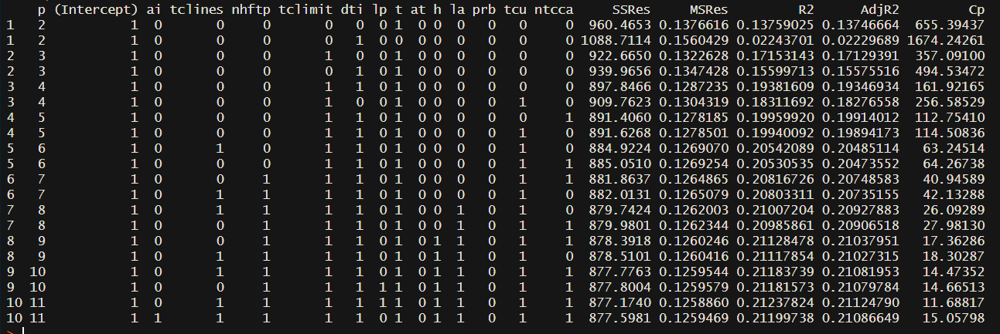 p (Intercept) ai tclines nhftp tclimit dti lp t at h la prb tcu ntcca SSRes MSRes R2 AdjR2 Cp
1 2 1 0 0 0 0 0 0 1 0 0 0 0 0 0 960.4653 0.1376616 0.13759025 0.13746664 655.39437
1 2 1 0 0 0 0 1 0 0 0 0 0 0 0 0 1088.7114 0.1560429 0.02243701 0.02229689 1674.24261
2 3 1 0 0 0 1 0 0 1 0 0 0 0 0 0 922.6650 0.1322628 0.17153143 0.17129391 357.09100
2 3 1 0 0 0 0 1 0 1 0 0 0 0 0 0 939.9656 0.1347428 0.15599713 0.15575516 494.53472
3 4 1 0 0 0 1 1 0 1 0 0 0 0 0 0 897.8466 0.1287235 0.19381609 0.19346934 161.92165
3 4 1 0 0 0 1 0 0 1 0 0 0 0 1 0 909.7623 0.1304319 0.18311692 0.18276558 256.58529
4 5 1 0 0 0 1 1 0 1 0 0 0 0 0 1 891.4060 0.1278185 0.19959920 0.19914012 112.75410
4 5 1 0 0 0 1 1 0 1 0 0 0 0 1 0 891.6268 0.1278501 0.19940092 0.19894173 114.50836
5 6 1 0 1 0 1 1 0 1 0 0 0 0 1 0 884.9224 0.1269070 0.20542089 0.20485114 63.24514
5 6 1 0 0 0 1 1 0 1 0 0 0 0 1 1 885.0510 0.1269254 0.20530535 0.20473552 64.26738
6 7 1 0 0 1 1 1 0 1 0 0 0 0 1 1 881.8637 0.1264865 0.20816726 0.20748583 40.94589
6 7 1 0 1 1 1 1 0 1 0 0 0 0 1 0 882.0131 0.1265079 0.20803311 0.20735155 42.13288
7 8 1 0 1 1 1 1 0 1 0 0 1 0 1 0 879.7424 0.1262003 0.21007204 0.20927883 26.09289
7 8 1 0 0 1 1 1 0 1 0 0 1 0 1 1 879.9801 0.1262344 0.20985861 0.20906518 27.98130
8 9 1 0 0 1 1 1 0 1 0 1 1 0 1 1 878.3918 0.1260246 0.21128478 0.21037951 17.36286
8 9 1 0 1 1 1 1 0 1 0 1 1 0 1 0 878.5101 0.1260416 0.21117854 0.21027315 18.30287
9 10 1 0 1 1 1 1 0 1 0 1 1 0 1 1 877.7763 0.1259544 0.21183739 0.21081953 14.47352
9 10 1 0 0 1 1 1 1 1 0 1 1 0 1 1 877.8004 0.1259579 0.21181573 0.21079784 14.66513
10 11 1 0 1 1 1 1 1 1 0 1 1 0 1 1 877.1740 0.1258860 0.21237824 0.21124790 11.68817
10 11 1 1 1 1 1 1 0 1 0 1 1 0 1 1 877.5981 0.1259469 0.21199738 0.21086649 15.05798